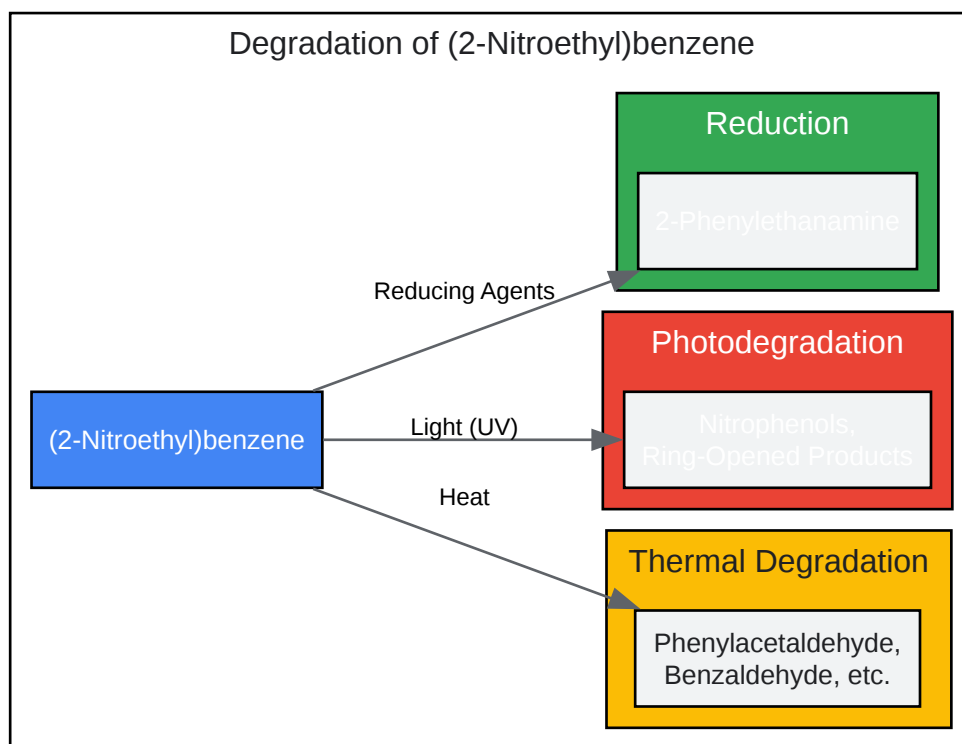 Degradation of (2-Nitroethyl)benzene
Reduction
2-Phenylethanamine
Reducing Agents
Photodegradation
(2-Nitroethyl)benzene
Light (UV)
Nitrophenols,
Ring-Opened Products
Heat
Thermal Degradation
Phenylacetaldehyde,
Benzaldehyde, etc.